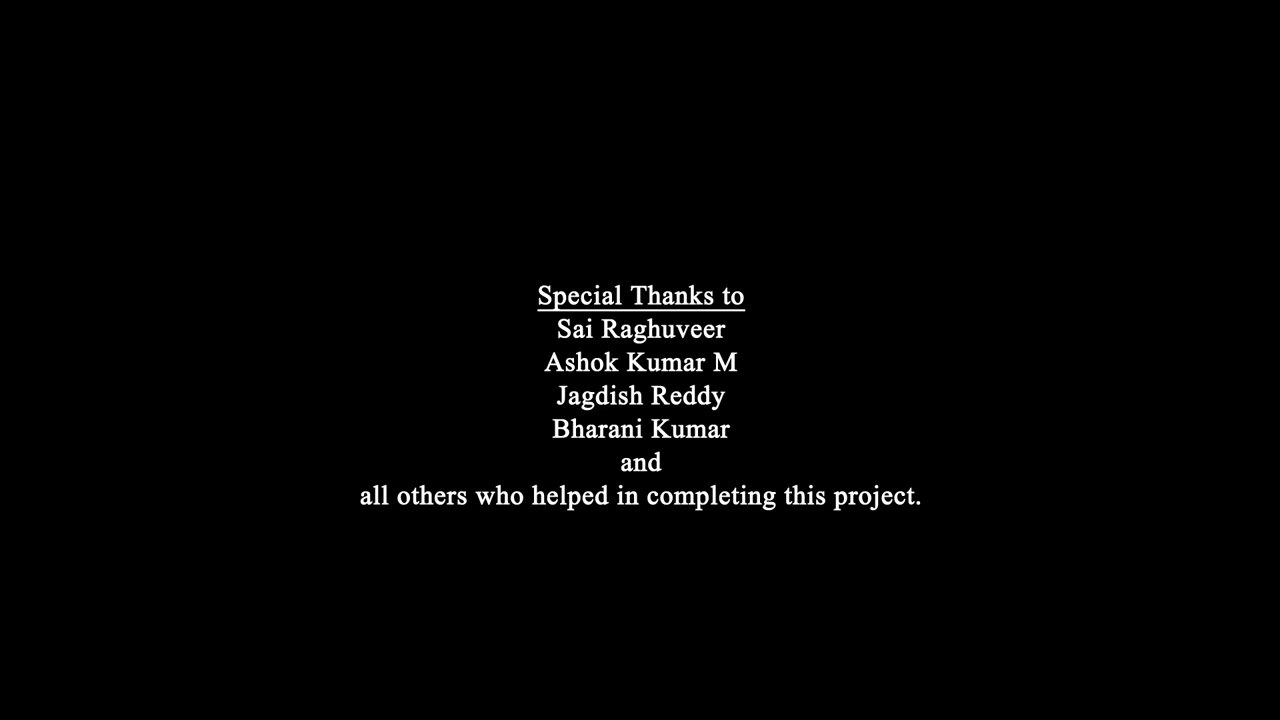 Special Thanks to
Sai Raghuveer
Ashok Kumar M
Jagdish Reddy
Bharani Kumar
and
all others who helped in completing this project.